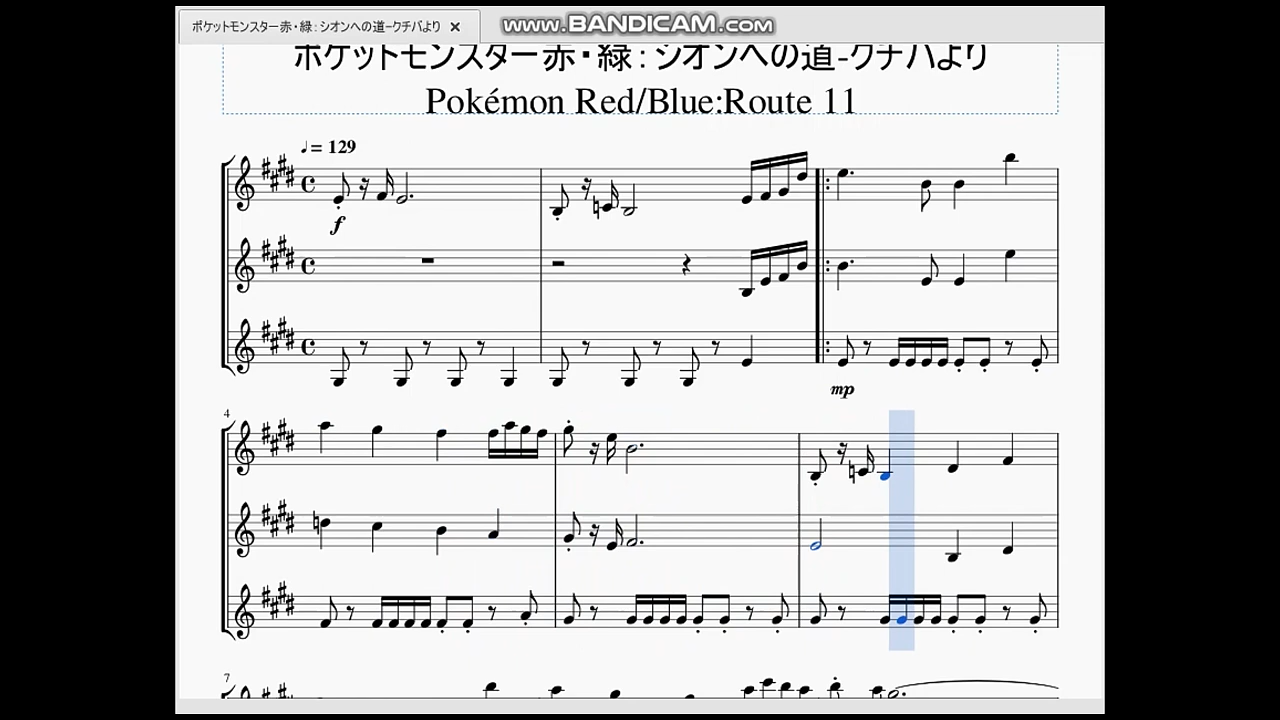 ポケットモンスター赤・緑：シオンへの道-クチバより
www.BANDICAM.com
ポケットモンスター赤・緑：シオンへの道-クチバより
Pokémon Red/Blue:Route 11
♩= 129
f
mp
4
7